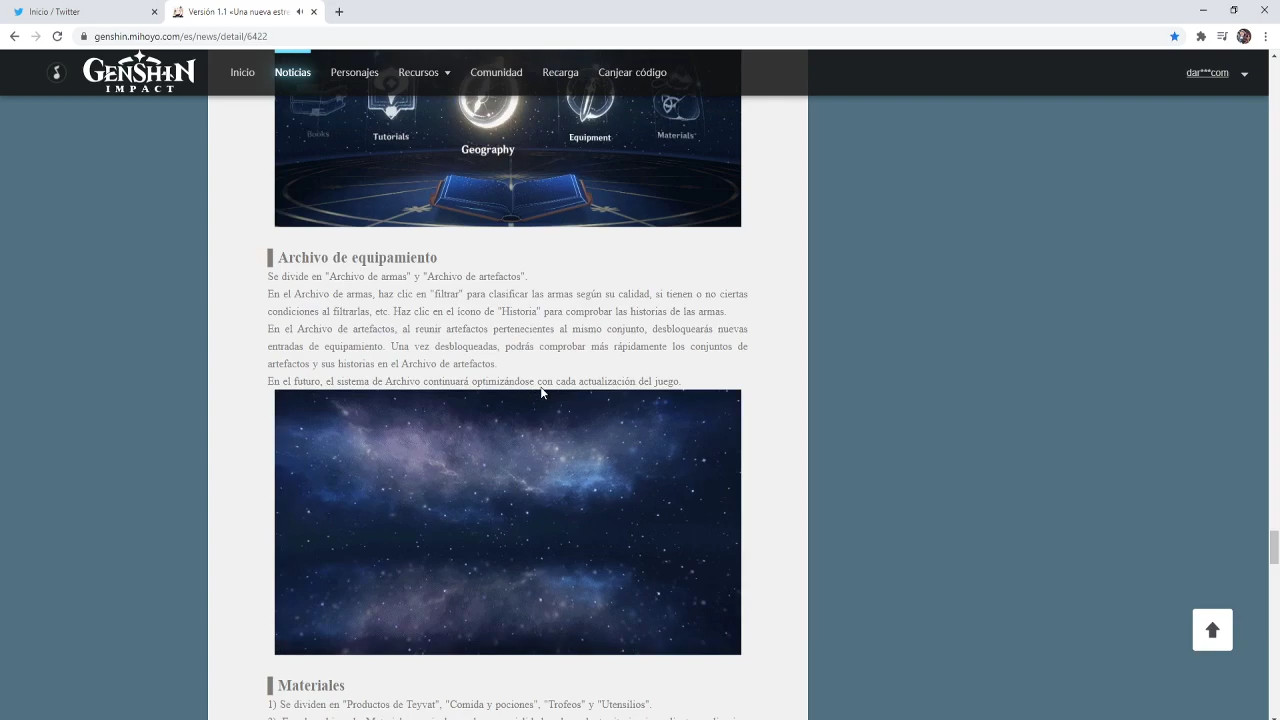 Inicio / Twitter
Versión 1.1 «Una nueva estre
genshin.mihoyo.com/es/news/detail/6422
GENSHIN
IMPACT
Inicio
Noticias
Personajes
Recursos
Comunidad
Recarga
Canjear código
dar***com
Books
Tutorials
Geography
Equipment
Materials
Archivo de equipamiento
Se divide en "Archivo de armas" y "Archivo de artefactos".
En el Archivo de armas, haz clic en "filtrar" para clasificar las armas según su calidad, si tienen o no ciertas
condiciones al filtrarlas, etc. Haz clic en el ícono de "Historia" para comprobar las historias de las armas.
En el Archivo de artefactos, al reunir artefactos pertenecientes al mismo conjunto, desbloquearás nuevas
entradas de equipamiento. Una vez desbloqueadas, podrás comprobar más rápidamente los conjuntos de
artefactos y sus historias en el Archivo de artefactos.
En el futuro, el sistema de Archivo continuará optimizándose con cada actualización del juego.
Materiales
1) Se dividen en "Productos de Teyvat", "Comida y pociones", "Trofeos" y "Utensilios".